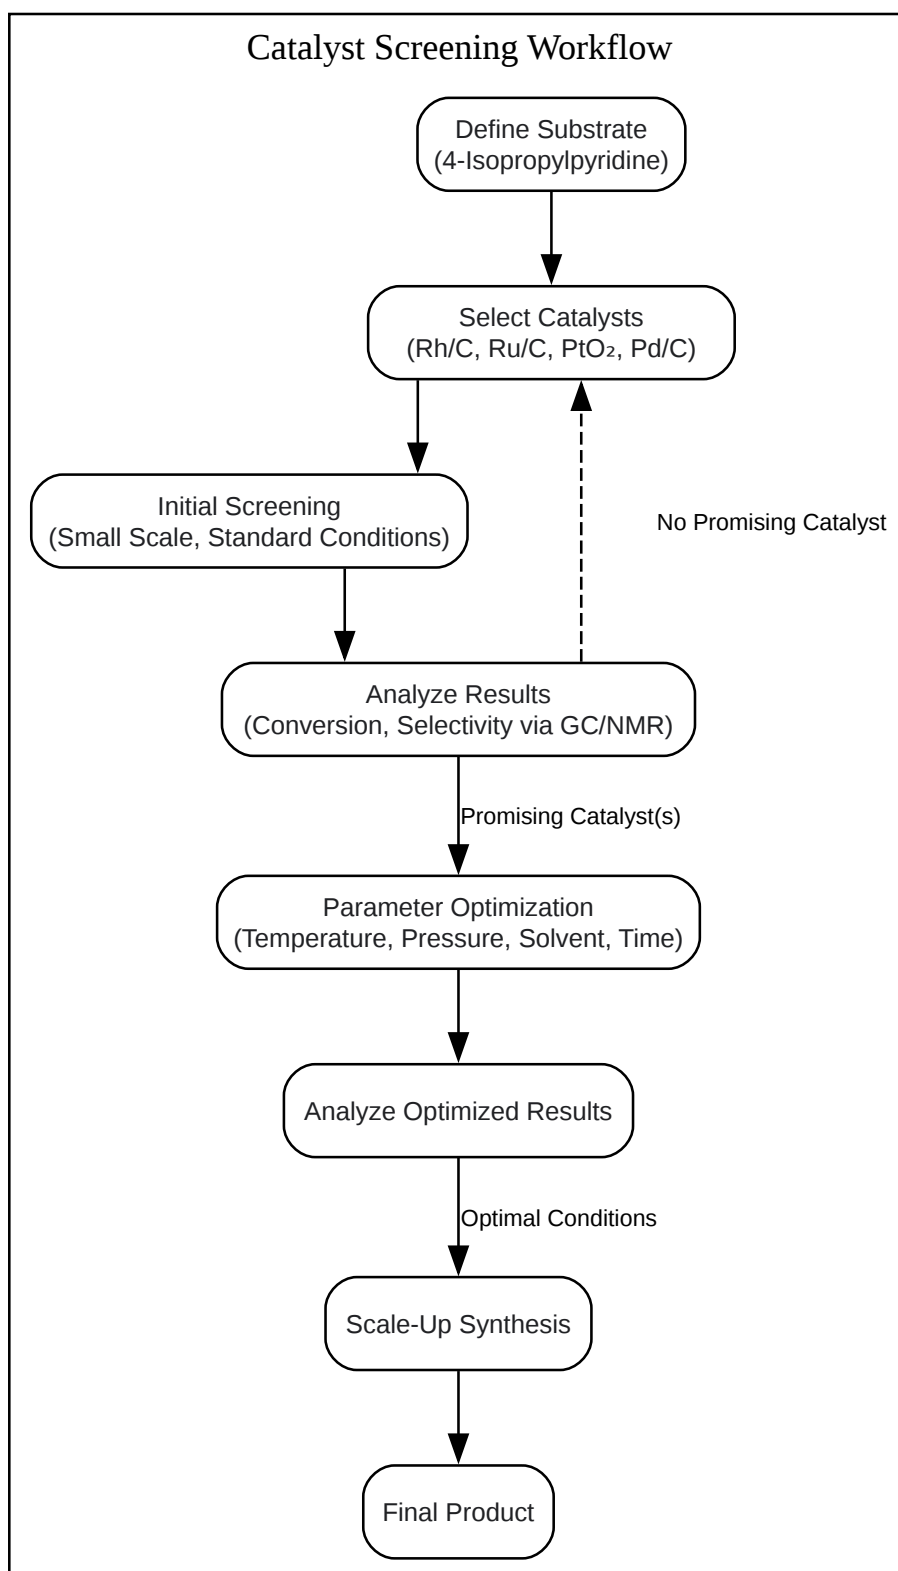 Catalyst Screening Workflow
Define Substrate
(4-Isopropylpyridine)
Select Catalysts
(Rh/C, Ru/C, PtO₂, Pd/C)
Initial Screening
(Small Scale, Standard Conditions)
No Promising Catalyst
Analyze Results
(Conversion, Selectivity via GC/NMR)
Promising Catalyst(s)
Parameter Optimization
(Temperature, Pressure, Solvent, Time)
Analyze Optimized Results
Optimal Conditions
Scale-Up Synthesis
Final Product